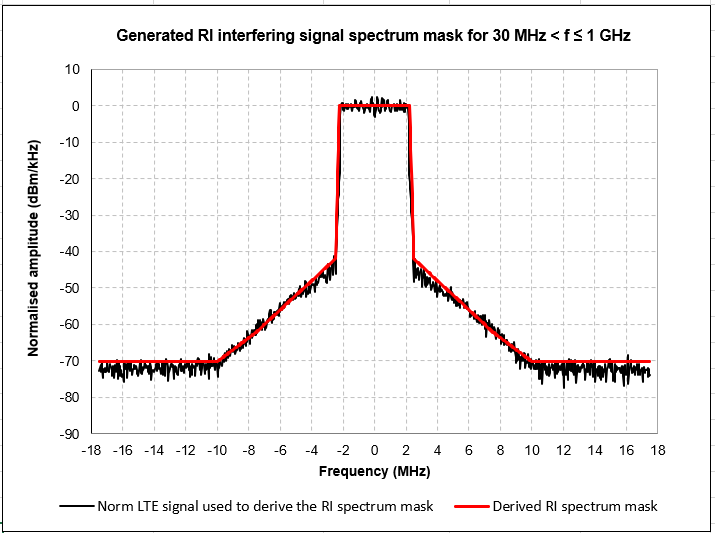 Generated RI interfering signal spectrum mask for 30 MHz < f ≤ 1 GHz
10
0
-10
-20
-30
-40
-50
-60
-70
-80
-90
Normalised amplitude (dBm/kHz)
-18 -16 -14 -12 -10 -8 -6 -4 -2 0 2 4 6 8 10 12 14 16 18
Frequency (MHz)
Norm LTE signal used to derive the RI spectrum mask
Derived RI spectrum mask